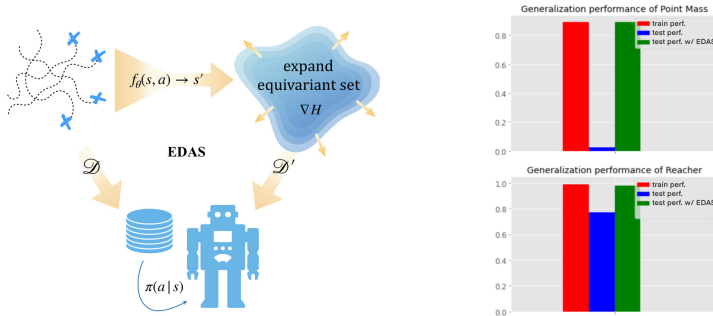 f_θ(s, a) → s′
expand
equivariant set
∇H
EDAS
𝒟
𝒟′
π(a | s)
Generalization performance of Point Mass
train perf.
test perf.
test perf. w/ EDAS
0.8
0.6
0.4
0.2
0.0
Generalization performance of Reacher
train perf.
test perf.
test perf. w/ EDAS
1.0
0.8
0.6
0.4
0.2
0.0